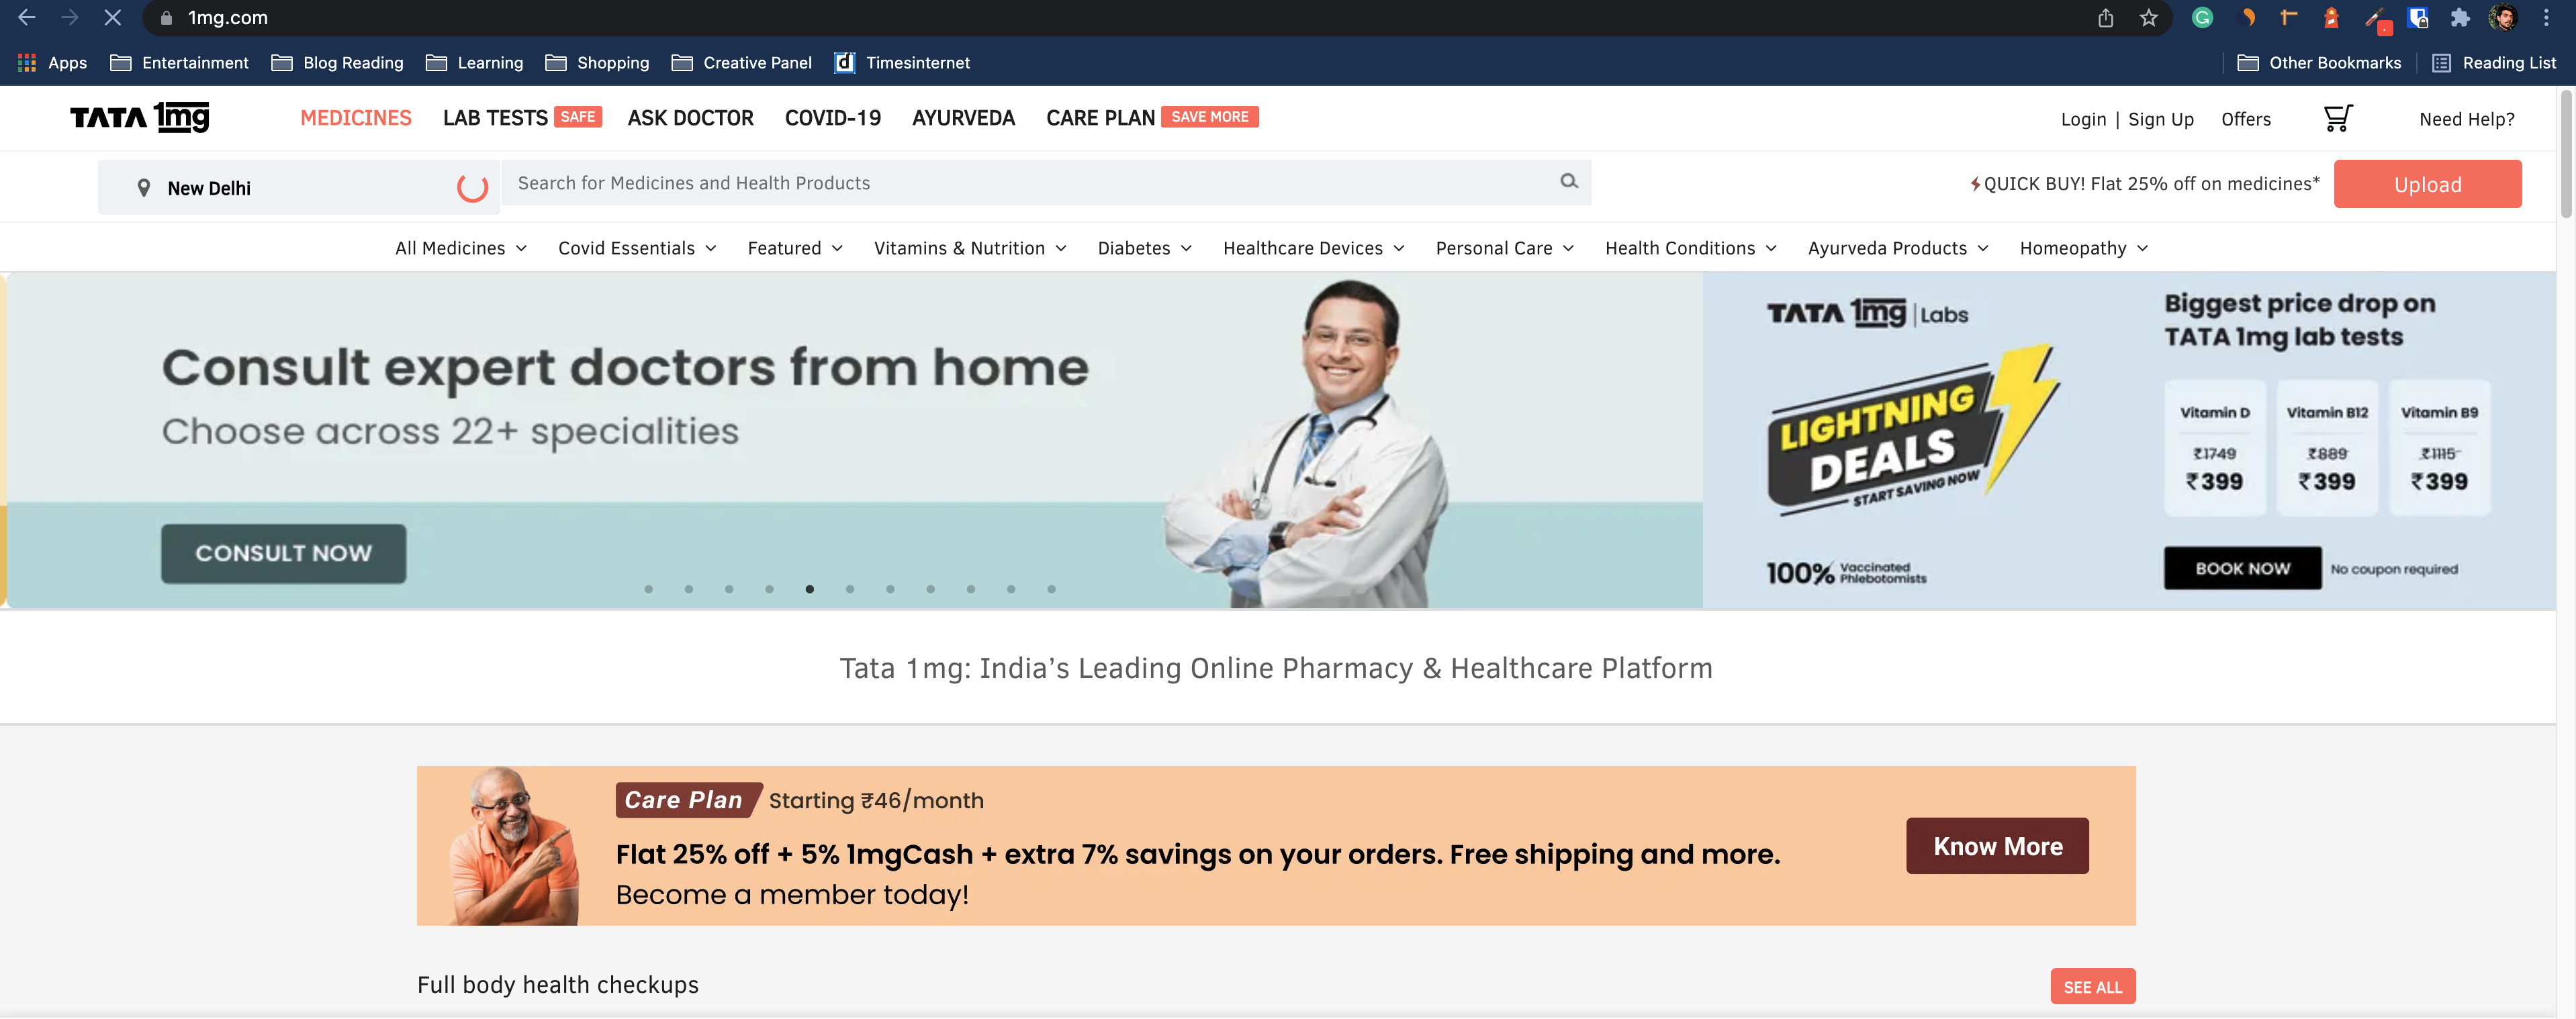 1mg.com
Apps
Entertainment
Blog Reading
Learning
Shopping
Creative Panel
Timesinternet
Other Bookmarks
Reading List
TATA 1mg
MEDICINES
LAB TESTS SAFE
ASK DOCTOR
COVID-19
AYURVEDA
CARE PLAN SAVE MORE
Login | Sign Up
Offers
Need Help?
New Delhi
Search for Medicines and Health Products
QUICK BUY! Flat 25% off on medicines*
Upload
All Medicines
Covid Essentials
Featured
Vitamins & Nutrition
Diabetes
Healthcare Devices
Personal Care
Health Conditions
Ayurveda Products
Homeopathy
Consult expert doctors from home
Choose across 22+ specialities
CONSULT NOW
TATA 1mg | Labs
LIGHTNING
DEALS
START SAVING NOW
100% Vaccinated
Phlebotomists
Biggest price drop on
TATA 1mg lab tests
Vitamin D
₹1749
₹399
Vitamin B12
₹889
₹399
Vitamin B9
₹1115
₹399
BOOK NOW
No coupon required
Tata 1mg: India’s Leading Online Pharmacy & Healthcare Platform
Care Plan Starting ₹46/month
Flat 25% off + 5% 1mgCash + extra 7% savings on your orders. Free shipping and more.
Become a member today!
Know More
Full body health checkups
SEE ALL